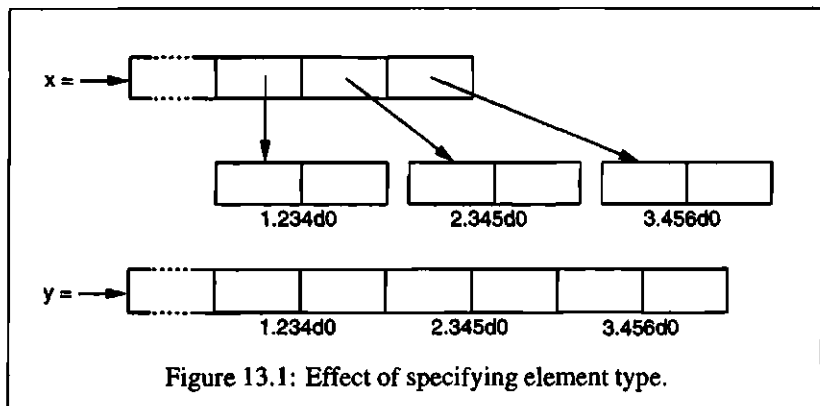 x =
1.234d0 2.345d0 3.456d0
y =
1.234d0 2.345d0 3.456d0
Figure 13.1: Effect of specifying element type.